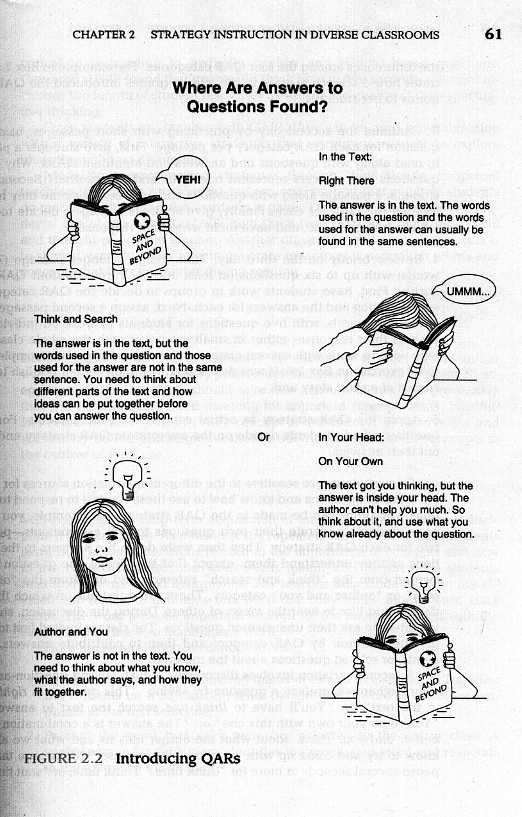 CHAPTER 2 STRATEGY INSTRUCTION IN DIVERSE CLASSROOMS 61
Where Are Answers to
Questions Found?
YEH!
SPACE
AND
BEYOND
In the Text:
Right There
The answer is in the text. The words
used in the question and the words
used for the answer can usually be
found in the same sentences.
Think and Search
The answer is in the text, but the
words used in the question and those
used for the answer are not in the same
sentence. You need to think about
different parts of the text and how
ideas can be put together before
you can answer the question.
UMMM...
Or
In Your Head:
On Your Own
The text got you thinking, but the
answer is inside your head. The
author can't help you much. So
think about it, and use what you
know already about the question.
Author and You
The answer is not in the text. You
need to think about what you know,
what the author says, and how they
fit together.
SPACE
AND
BEYOND
FIGURE 2.2 Introducing QARs